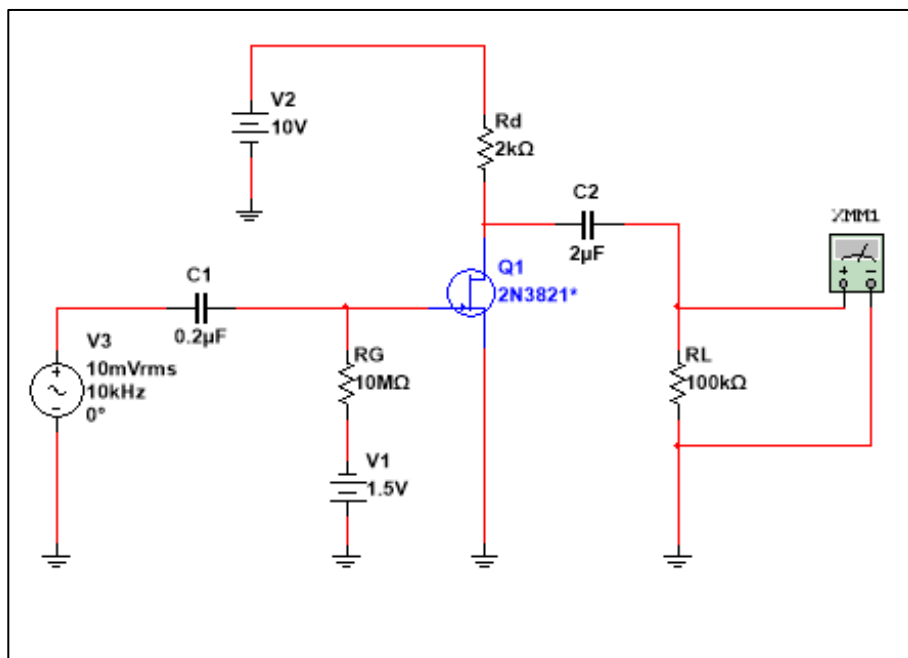 V2
10V
Rd
2kΩ
C2
2µF
XMM1
+
−
Q1
2N3821*
C1
0.2µF
V3
10mVrms
10kHz
0°
+
−
RG
10MΩ
RL
100kΩ
V1
1.5V